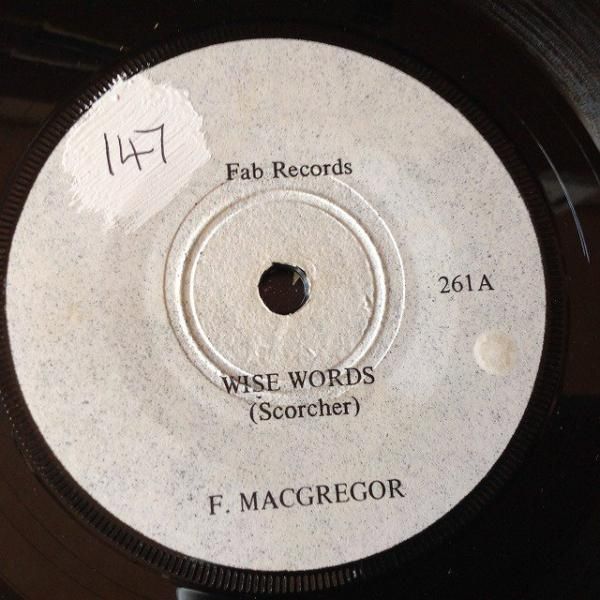 147
Fab Records
261A
WISE WORDS
(Scorcher)
F. MACGREGOR